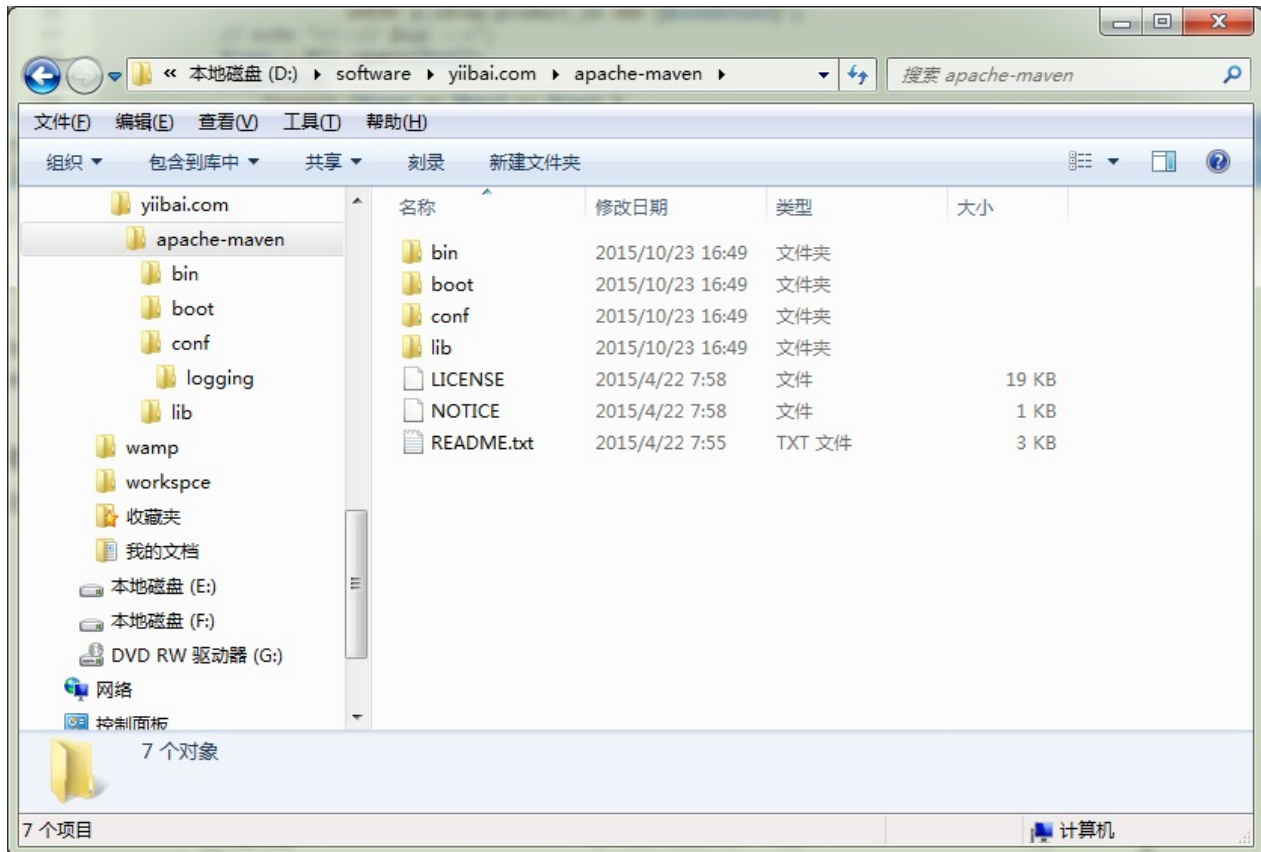 « 本地磁盘 (D:) ▸ software ▸ yiibai.com ▸ apache-maven ▸ 搜索 apache-maven
文件(F) 编辑(E) 查看(V) 工具(T) 帮助(H)
组织 包含到库中 共享 刻录 新建文件夹
yiibai.com
apache-maven
bin
boot
conf
logging
lib
wamp
workspce
收藏夹
我的文档
本地磁盘 (E:)
本地磁盘 (F:)
DVD RW 驱动器 (G:)
网络
控制面板
名称 修改日期 类型 大小
bin 2015/10/23 16:49 文件夹
boot 2015/10/23 16:49 文件夹
conf 2015/10/23 16:49 文件夹
lib 2015/10/23 16:49 文件夹
LICENSE 2015/4/22 7:58 文件 19 KB
NOTICE 2015/4/22 7:58 文件 1 KB
README.txt 2015/4/22 7:55 TXT 文件 3 KB
7 个对象
7 个项目 计算机